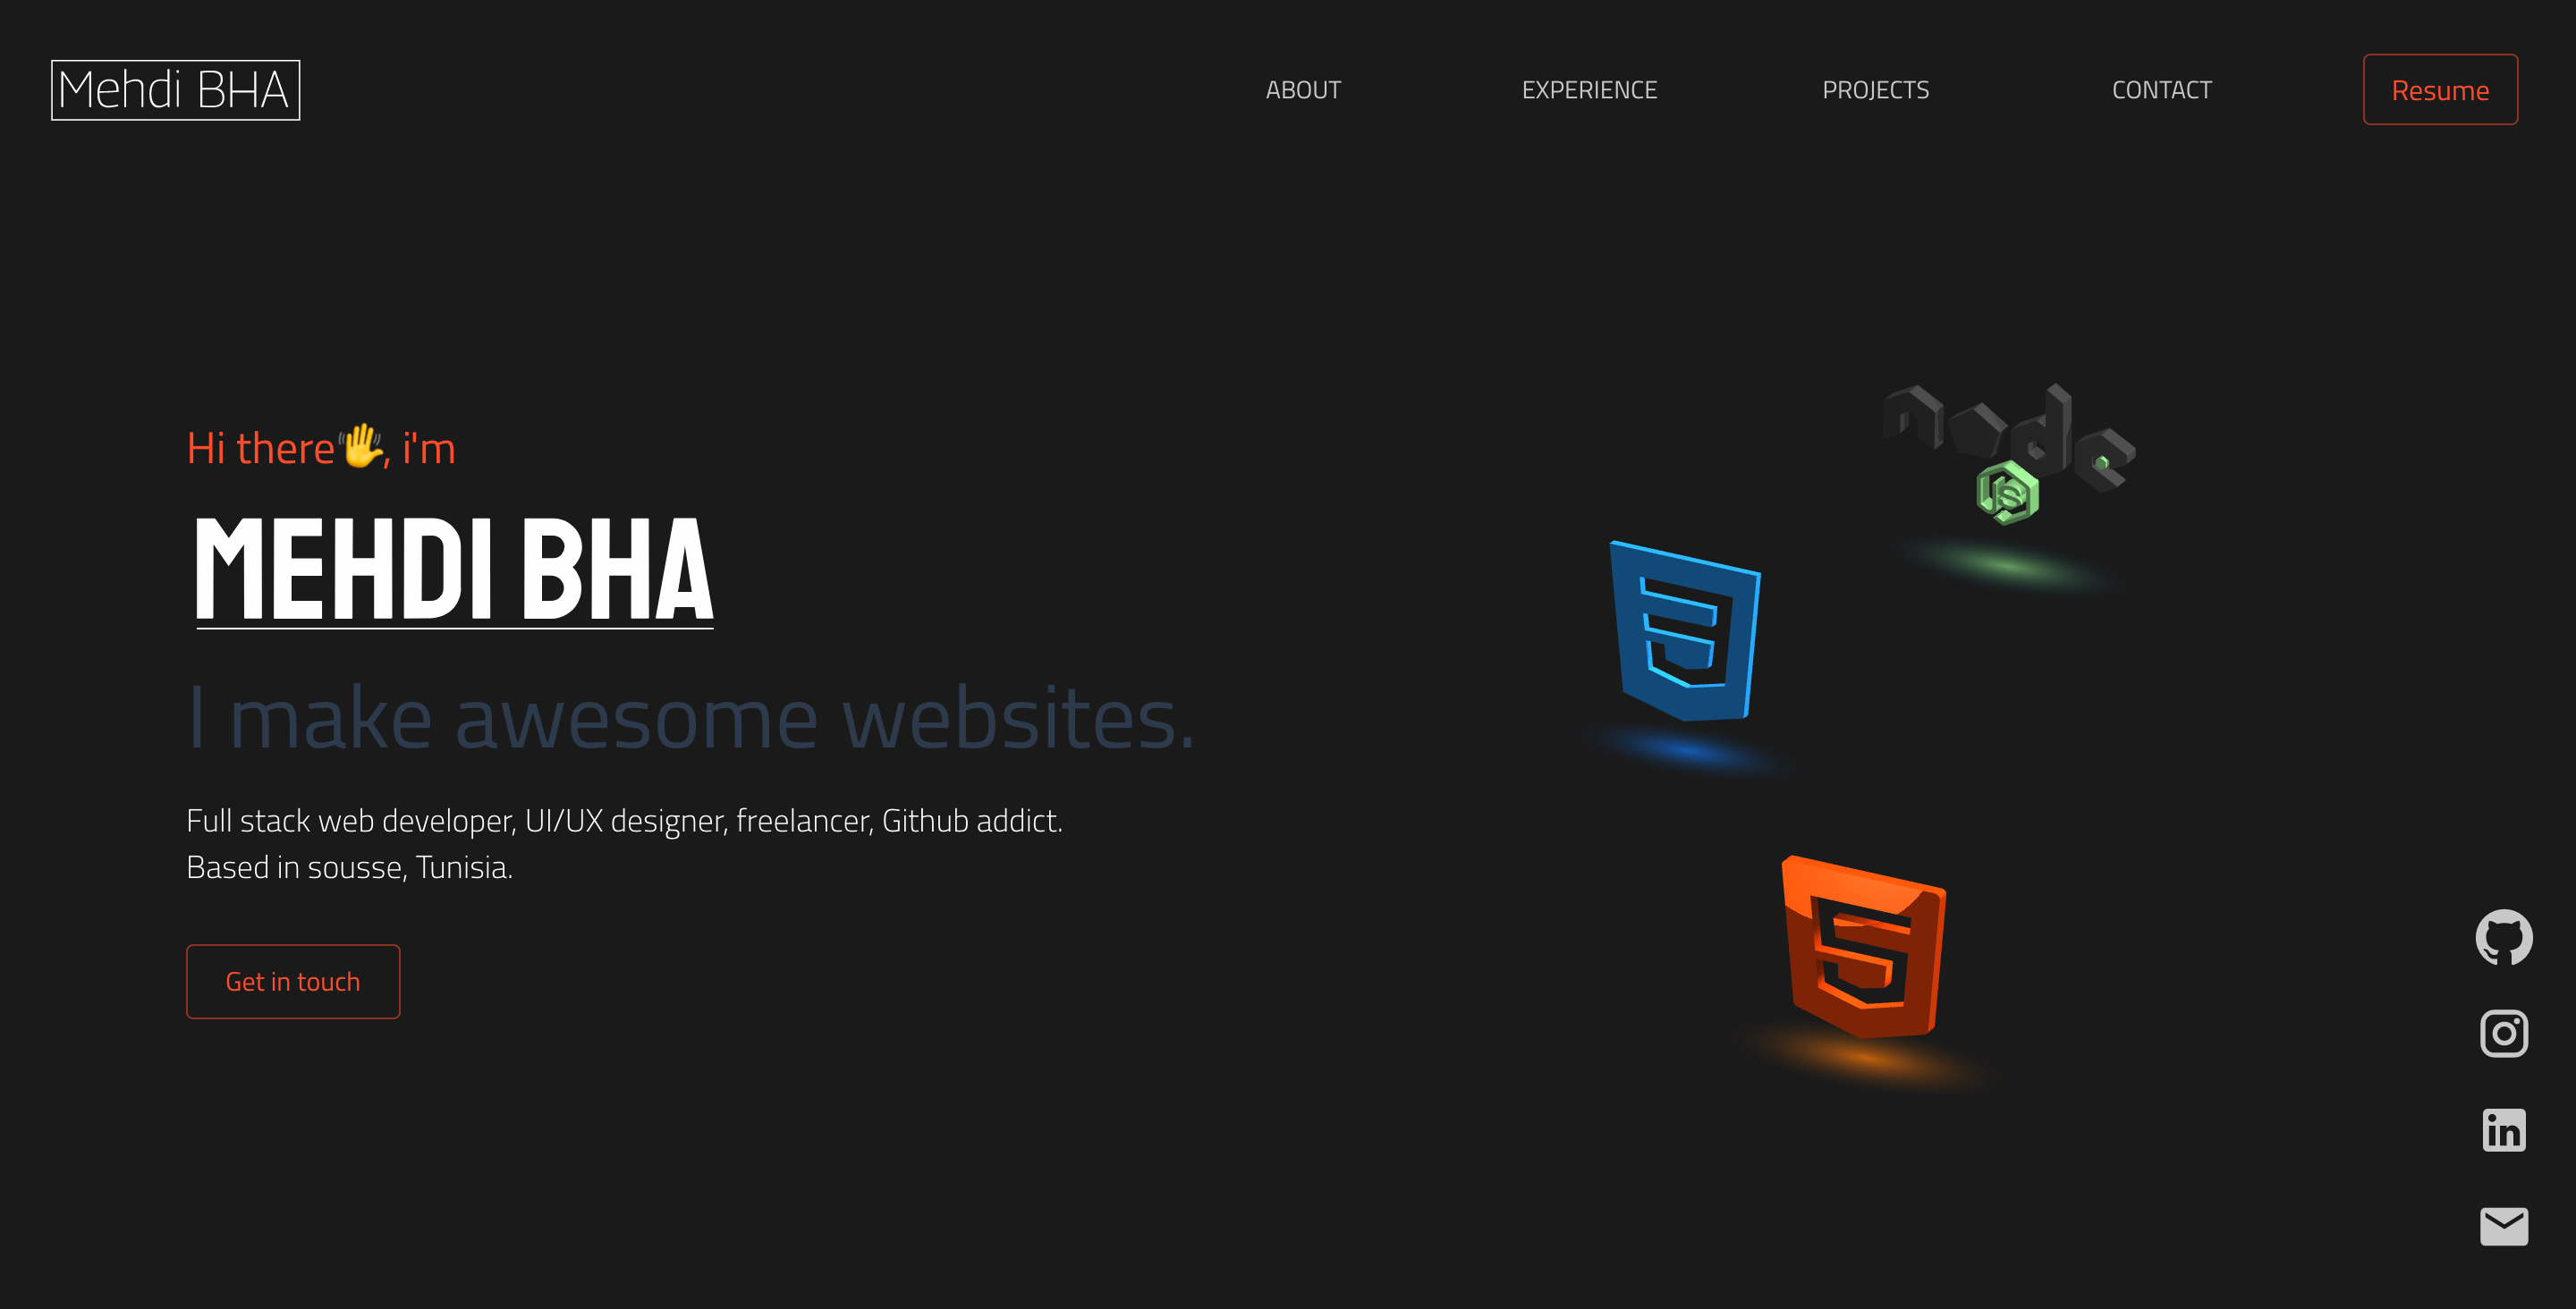 Mehdi BHA
ABOUT
EXPERIENCE
PROJECTS
CONTACT
Resume
Hi there👋, i'm
MEHDI BHA
I make awesome websites.
Full stack web developer, UI/UX designer, freelancer, Github addict.
Based in sousse, Tunisia.
Get in touch
node
JS
3
5
in